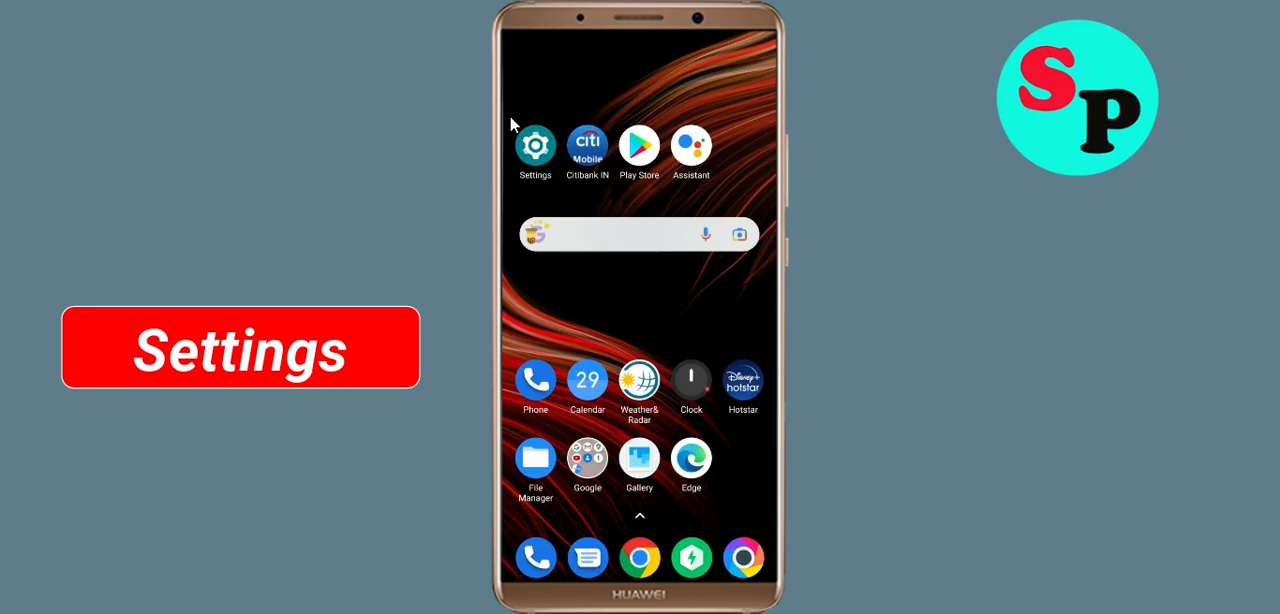 SP
Settings
citi
Mobile
Settings
Citibank IN
Play Store
Assistant
29
Disney+
hotstar
Phone
Calendar
Weather&
Radar
Clock
Hotstar
File
Manager
Google
Gallery
Edge
HUAWEI